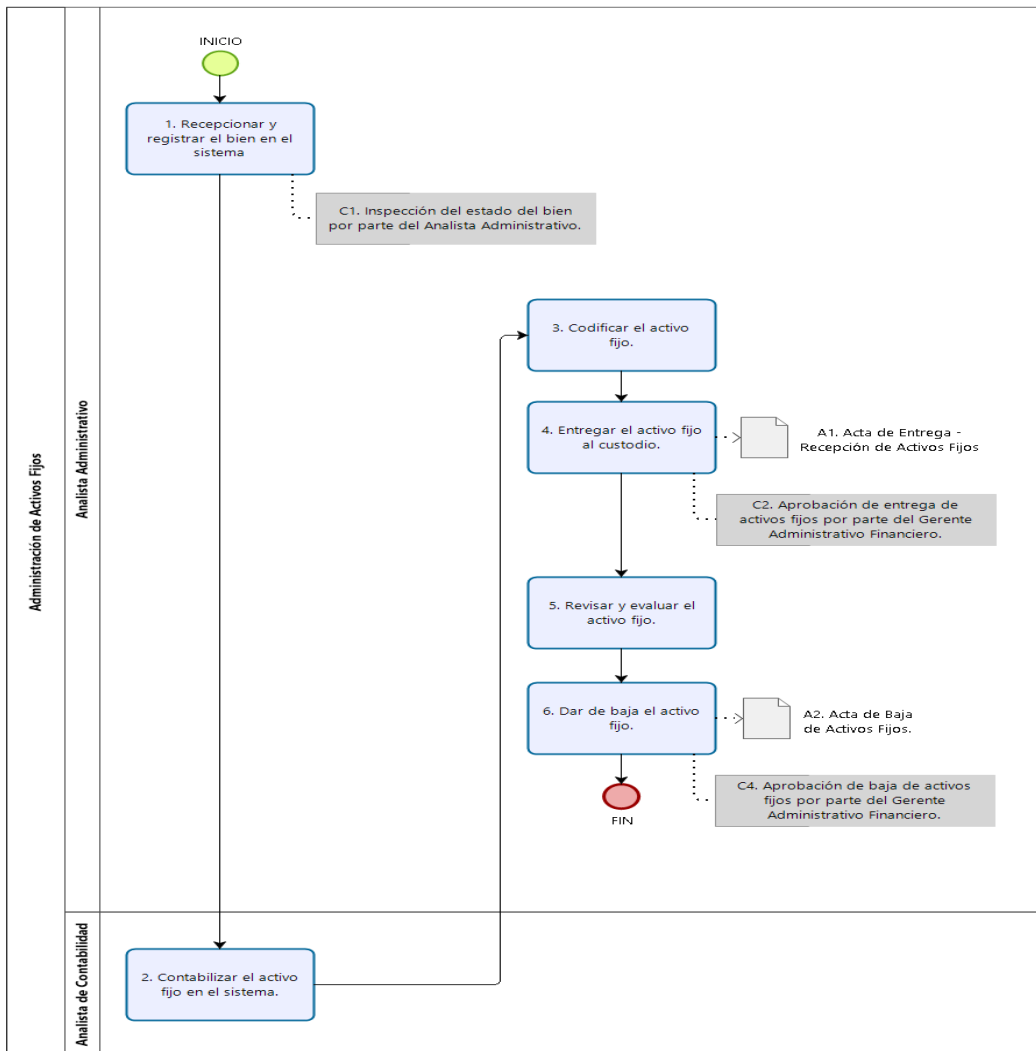 Administración de Activos Fijos
Analista Administrativo
INICIO
1. Recepcionar y
registrar el bien en el
sistema
C1. Inspección del estado del bien
por parte del Analista Administrativo.
3. Codificar el activo
fijo.
4. Entregar el activo fijo
al custodio.
A1. Acta de Entrega -
Recepción de Activos Fijos
C2. Aprobación de entrega de
activos fijos por parte del Gerente
Administrativo Financiero.
5. Revisar y evaluar el
activo fijo.
6. Dar de baja el activo
fijo.
A2. Acta de Baja
de Activos Fijos.
C4. Aprobación de baja de activos
fijos por parte del Gerente
Administrativo Financiero.
FIN
Analista de Contabilidad
2. Contabilizar el activo
fijo en el sistema.